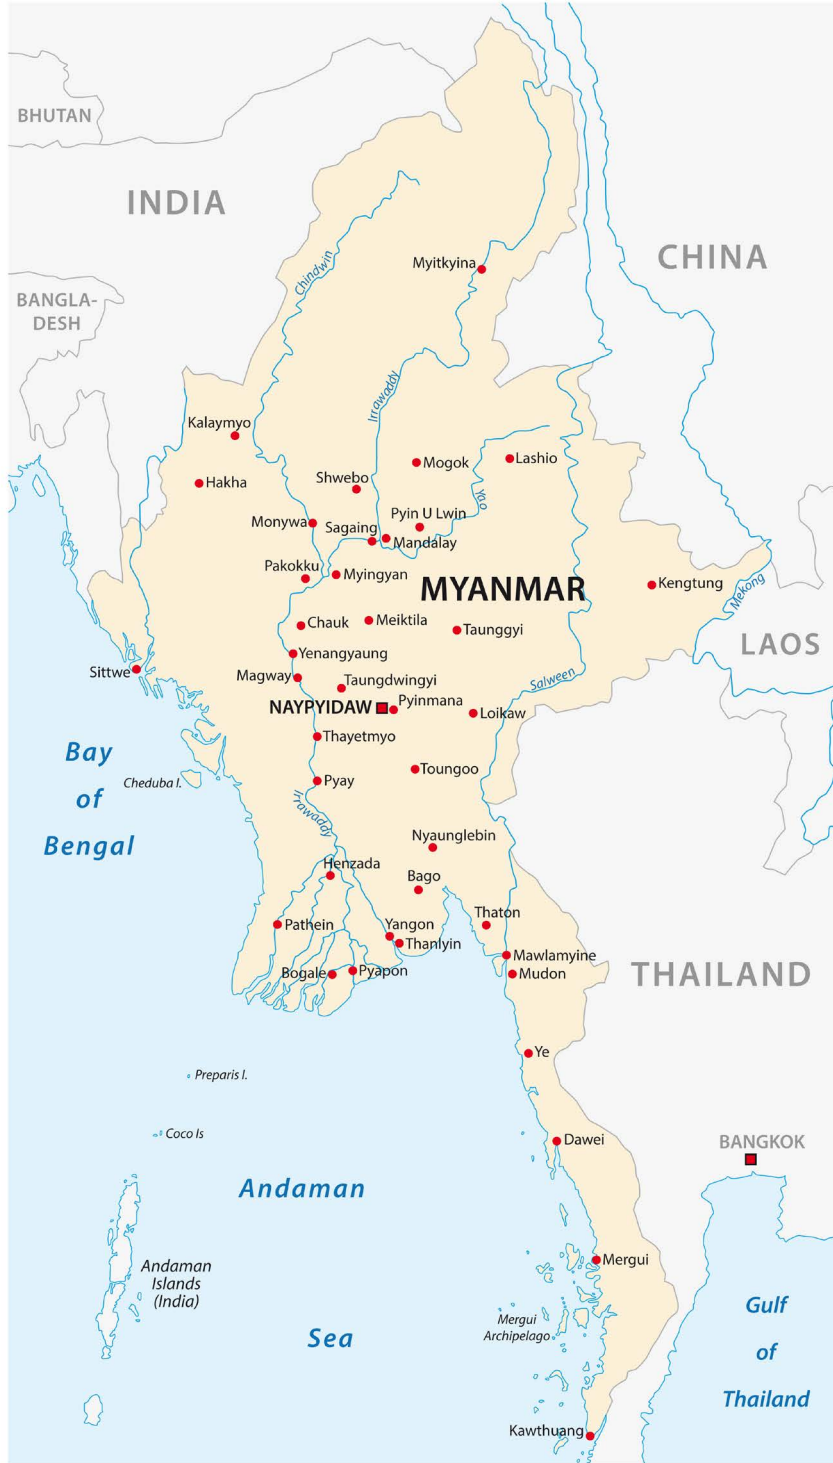 BHUTAN
INDIA
CHINA
Chindwin
Myitkyina
BANGLA-
DESH
Irrawaddy
Kalaymyo
Mogok
Lashio
Hakha
Shwebo
Yao
Pyin U Lwin
Monywa
Sagaing
Mandalay
Pakokku
Myingyan
MYANMAR
Kengtung
Mekong
Chauk
Meiktila
Taunggyi
LAOS
Yenangyaung
Sittwe
Magway
Taungdwingyi
Salween
NAYPYIDAW
Pyinmana
Loikaw
Thayetmyo
Bay
of
Bengal
Cheduba I.
Pyay
Toungoo
Irrawaddy
Nyaunglebin
Henzada
Bago
Pathein
Yangon
Thaton
Thanlyin
Mawlamyine
Bogale
Pyapon
Mudon
THAILAND
Ye
Preparis I.
Coco Is
Dawei
BANGKOK
Andaman
Sea
Andaman
Islands
(India)
Mergui
Mergui
Archipelago
Gulf
of
Thailand
Kawthuang